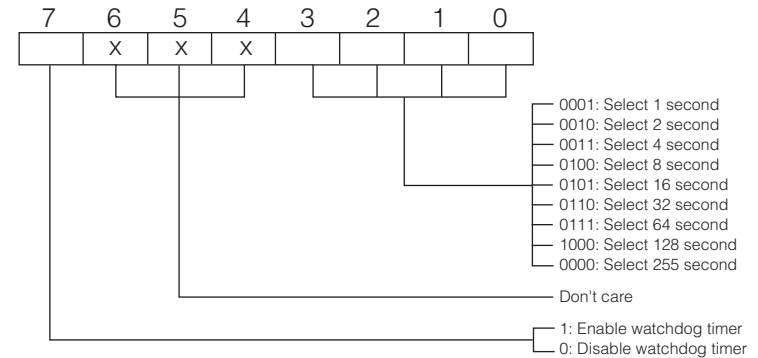 7 6 5 4 3 2 1 0
X X X
0001: Select 1 second
0010: Select 2 second
0011: Select 4 second
0100: Select 8 second
0101: Select 16 second
0110: Select 32 second
0111: Select 64 second
1000: Select 128 second
0000: Select 255 second
Don't care
1: Enable watchdog timer
0: Disable watchdog timer